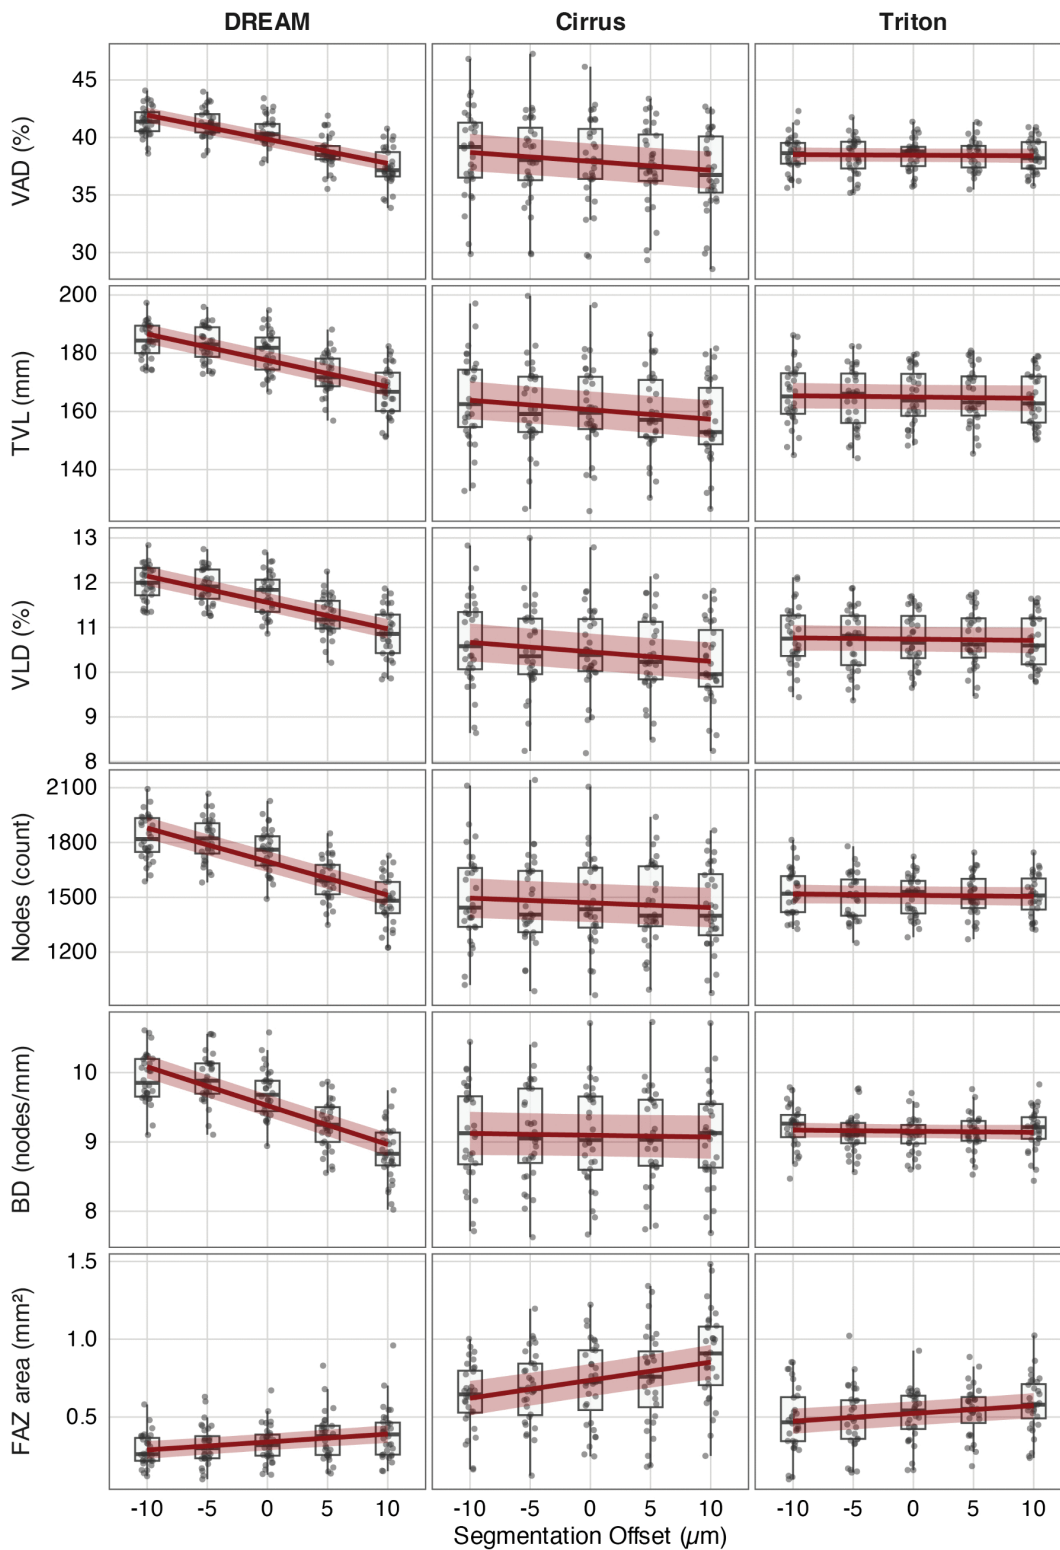 DREAM Cirrus Triton
VAD (%)
45
40
35
30
TVL (mm)
200
180
160
140
VLD (%)
13
12
11
10
9
8
Nodes (count)
2100
1800
1500
1200
BD (nodes/mm)
10
9
8
FAZ area (mm²)
1.5
1.0
0.5
-10 -5 0 5 10 -10 -5 0 5 10 -10 -5 0 5 10
Segmentation Offset (µm)